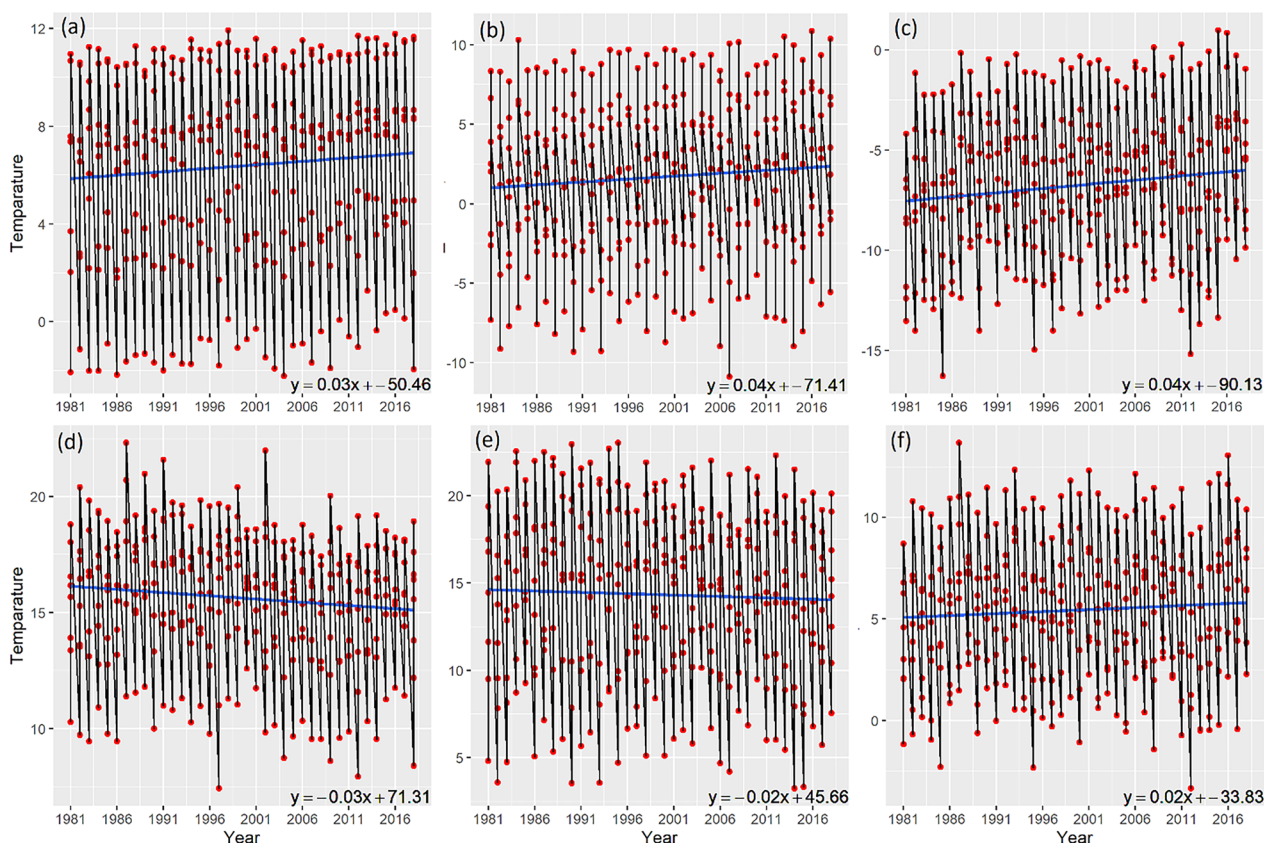 (a) (b) (c)
Temparature
12
8
4
0
10
5
0
-5
-10
0
-5
-10
-15
y = 0.03x + −50.46
y = 0.04x + −71.41
y = 0.04x + −90.13
1981 1986 1991 1996 2001 2006 2011 2016
1981 1986 1991 1996 2001 2006 2011 2016
1981 1986 1991 1996 2001 2006 2011 2016
(d) (e) (f)
Temparature
20
15
10
20
15
10
5
10
5
0
y = −0.03x + 71.31
y = −0.02x + 45.66
y = 0.02x + −33.83
1981 1986 1991 1996 2001 2006 2011 2016
1981 1986 1991 1996 2001 2006 2011 2016
1981 1986 1991 1996 2001 2006 2011 2016
Year Year Year